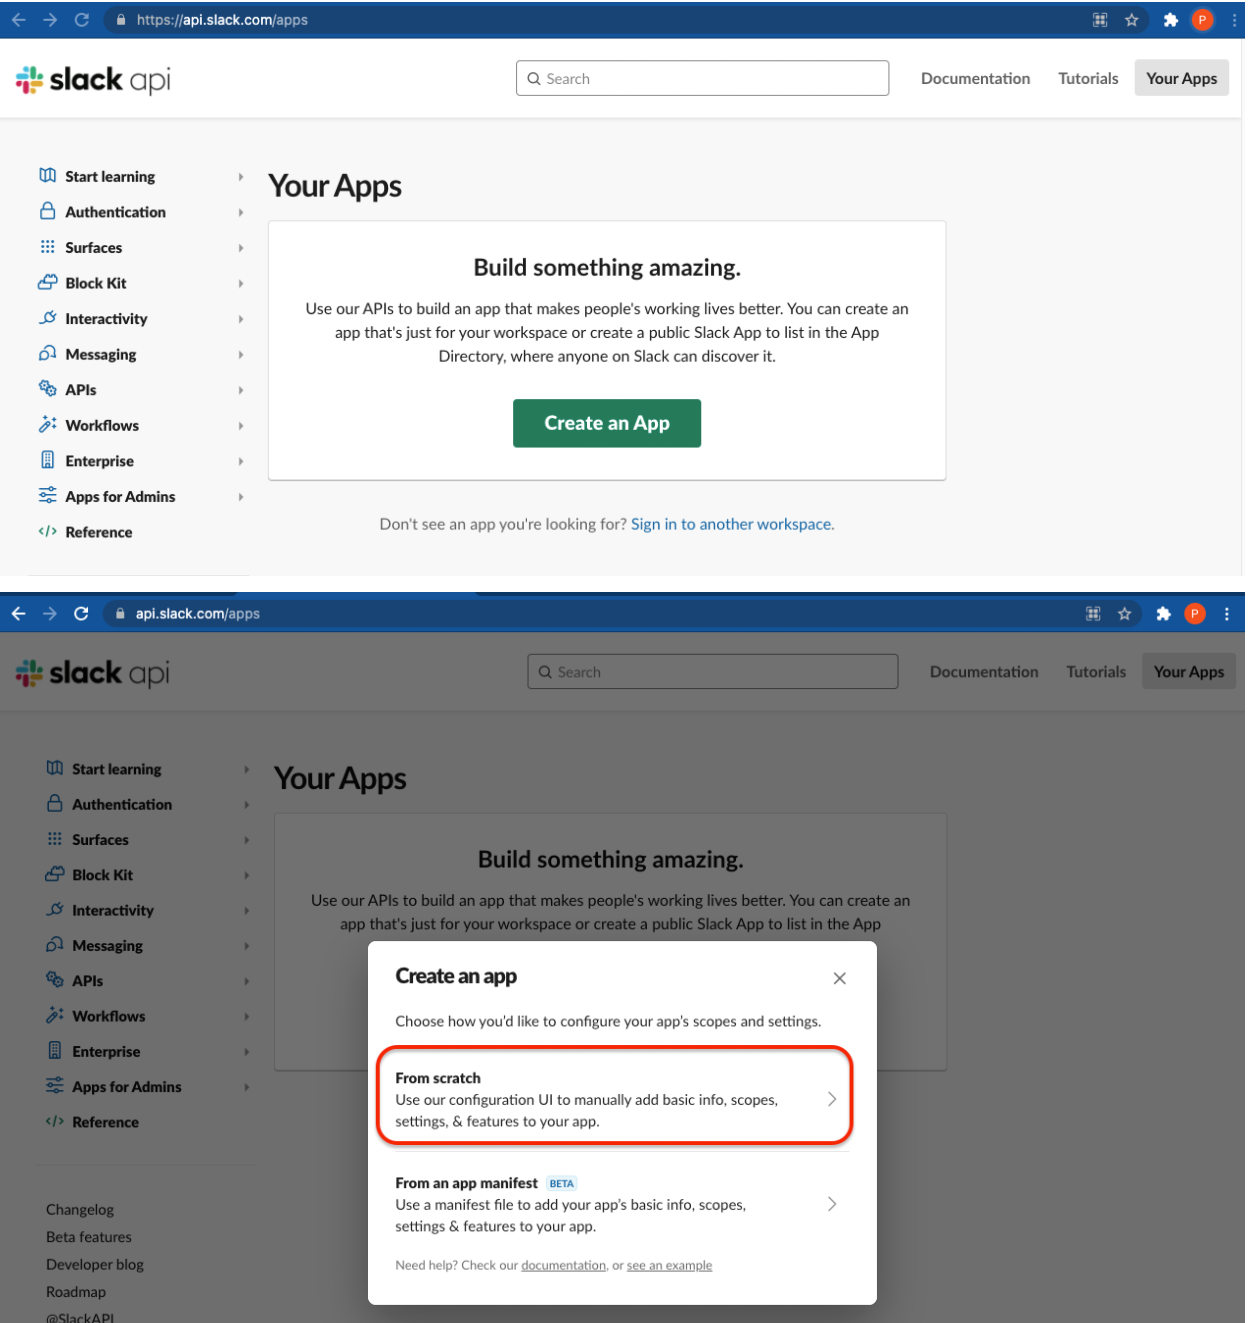 https://api.slack.com/apps
P
slack api
Search
Documentation
Tutorials
Your Apps
Start learning
Authentication
Surfaces
Block Kit
Interactivity
Messaging
APIs
Workflows
Enterprise
Apps for Admins
Reference
Your Apps
Build something amazing.
Use our APIs to build an app that makes people's working lives better. You can create an
app that's just for your workspace or create a public Slack App to list in the App
Directory, where anyone on Slack can discover it.
Create an App
Don't see an app you're looking for? Sign in to another workspace.
api.slack.com/apps
P
slack api
Search
Documentation
Tutorials
Your Apps
Start learning
Authentication
Surfaces
Block Kit
Interactivity
Messaging
APIs
Workflows
Enterprise
Apps for Admins
Reference
Changelog
Beta features
Developer blog
Roadmap
@SlackAPI
Your Apps
Build something amazing.
Use our APIs to build an app that makes people's working lives better. You can create an
app that's just for your workspace or create a public Slack App to list in the App
Create an app
Choose how you'd like to configure your app's scopes and settings.
From scratch
Use our configuration UI to manually add basic info, scopes,
settings, & features to your app.
From an app manifest BETA
Use a manifest file to add your app's basic info, scopes,
settings & features to your app.
Need help? Check our documentation, or see an example